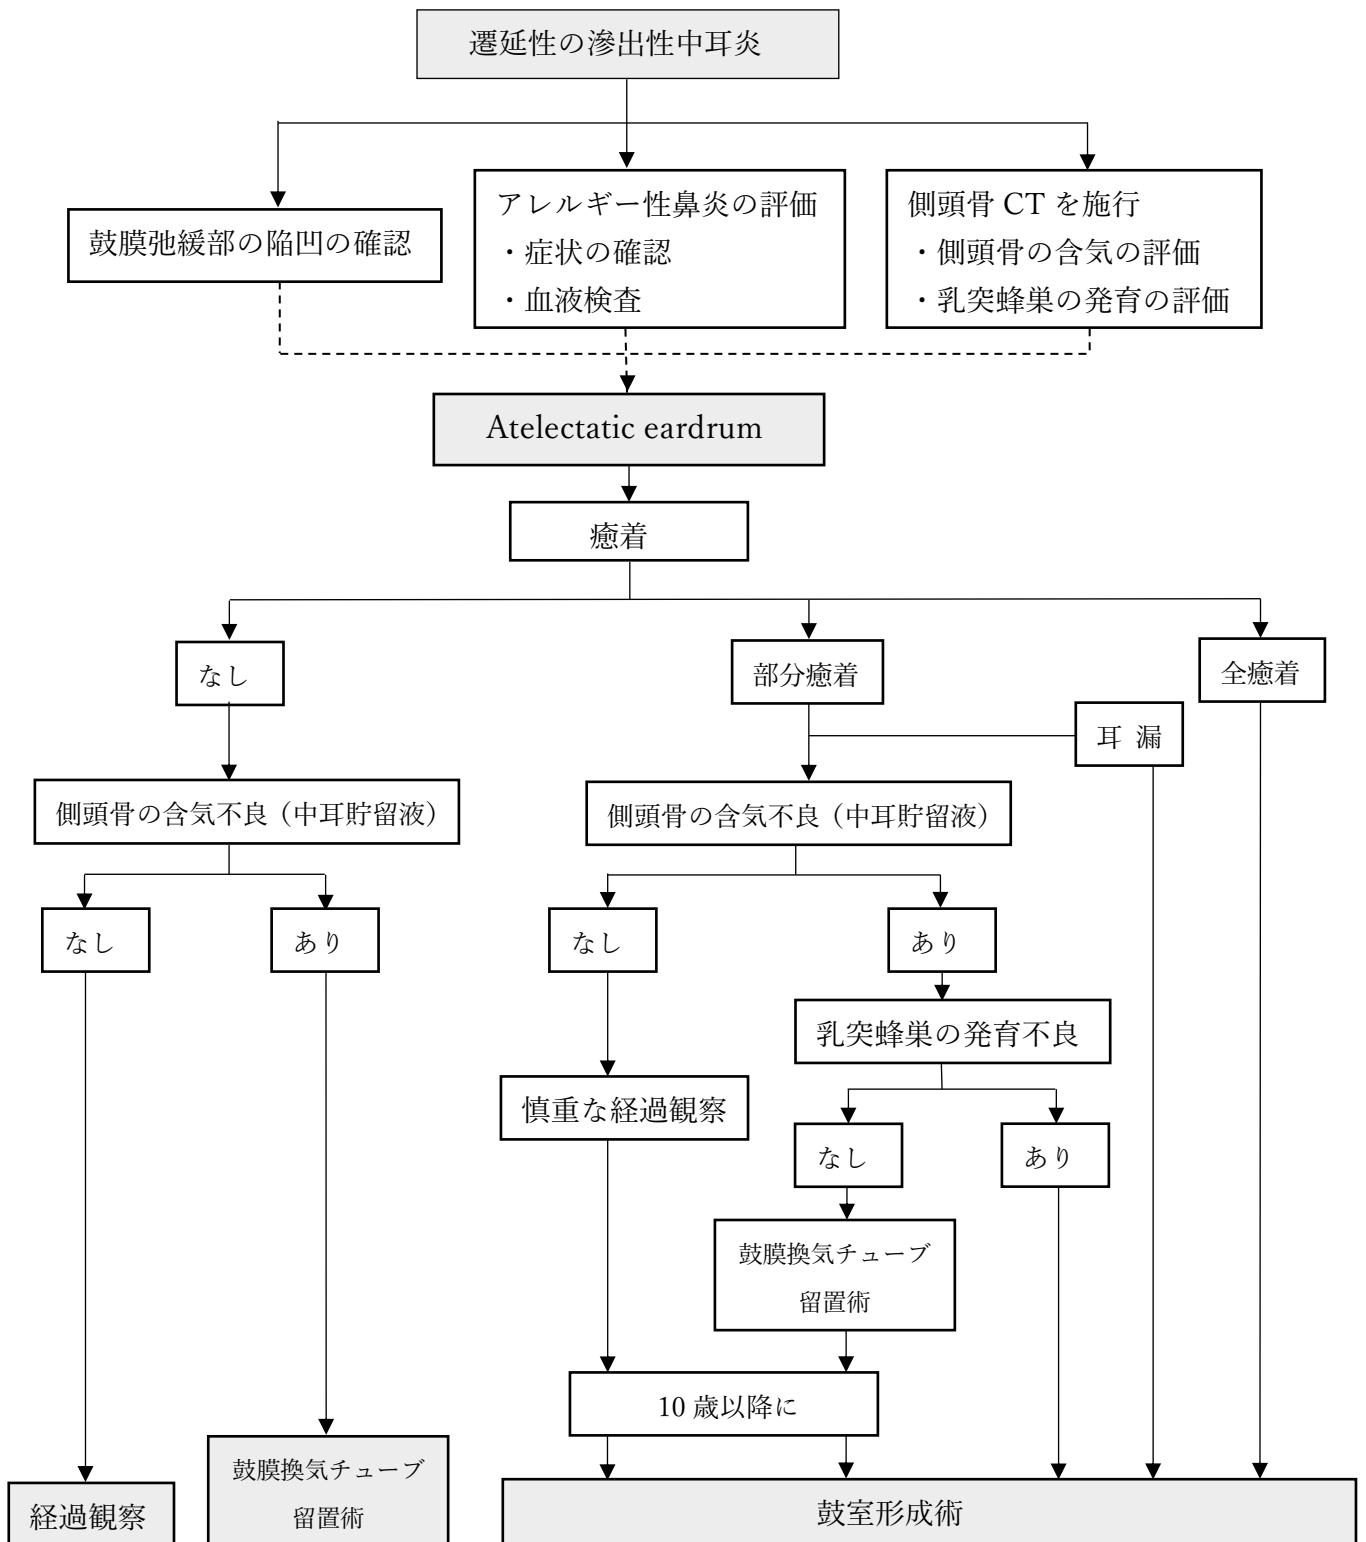 遷延性の滲出性中耳炎
鼓膜弛緩部の陥凹の確認
アレルギー性鼻炎の評価
・症状の確認
・血液検査
側頭骨 CT を施行
・側頭骨の含気の評価
・乳突蜂巣の発育の評価
Atelectatic eardrum
癒着
なし
部分癒着
全癒着
耳 漏
側頭骨の含気不良（中耳貯留液）
側頭骨の含気不良（中耳貯留液）
なし
あり
なし
あり
乳突蜂巣の発育不良
慎重な経過観察
なし
あり
鼓膜換気チューブ
留置術
10 歳以降に
経過観察
鼓膜換気チューブ
留置術
鼓室形成術